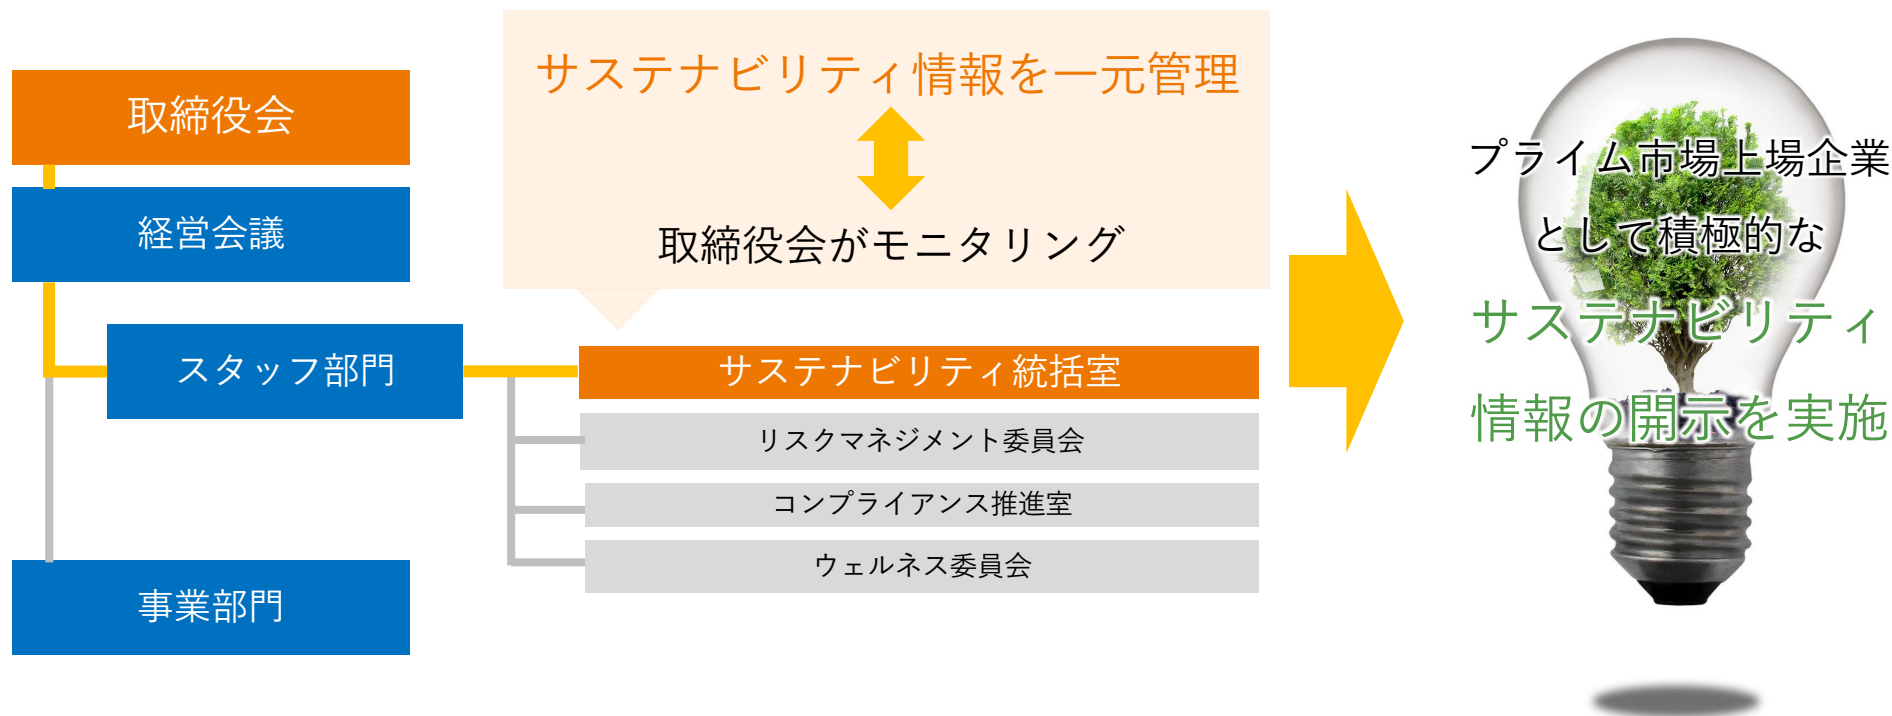 取締役会
経営会議
スタッフ部門
事業部門
サステナビリティ情報を一元管理
取締役会がモニタリング
サステナビリティ統括室
リスクマネジメント委員会
コンプライアンス推進室
ウェルネス委員会
プライム市場上場企業
として積極的な
サステナビリティ
情報の開示を実施